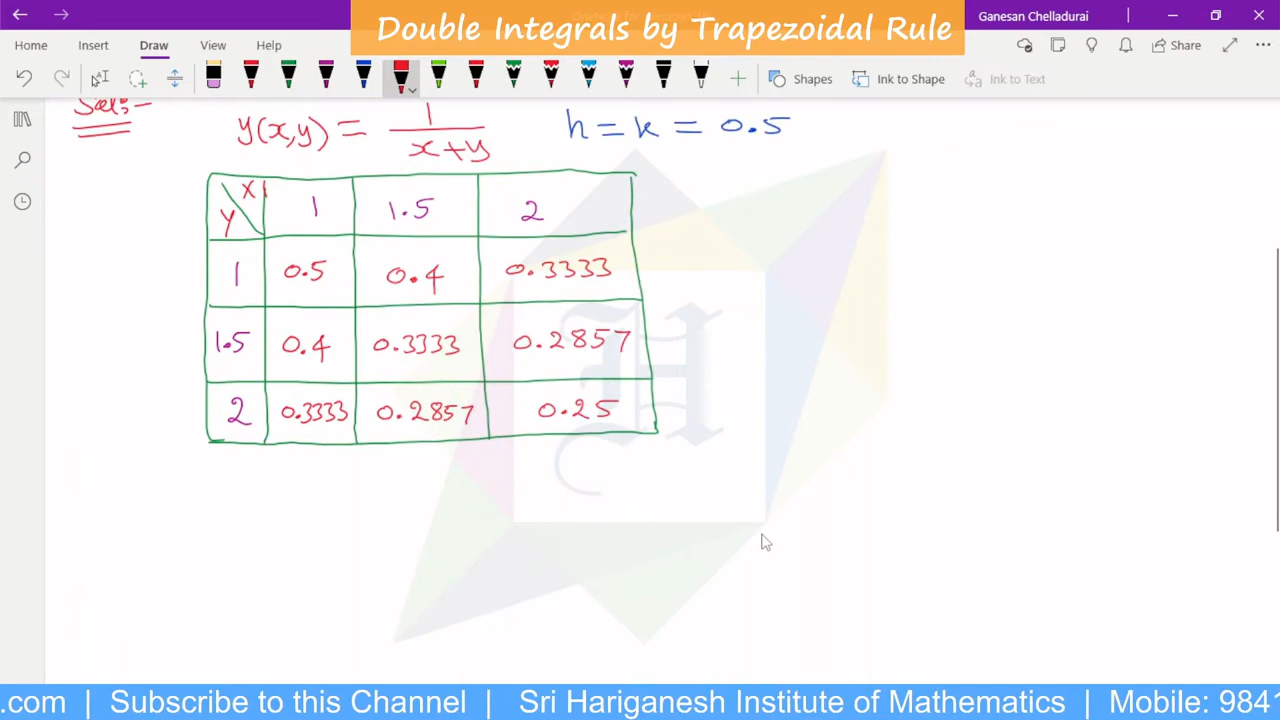 Double Integrals by Trapezoidal Rule
Ganesan Chelladurai
Home Insert Draw View Help
Share
Shapes Ink to Shape Ink to Text
Sol:-
y(x,y) = 1/(x+y) h = k = 0.5
y x 1 1.5 2
1 0.5 0.4 0.3333
1.5 0.4 0.3333 0.2857
2 0.3333 0.2857 0.25
H
.com | Subscribe to this Channel | Sri Hariganesh Institute of Mathematics | Mobile: 9841